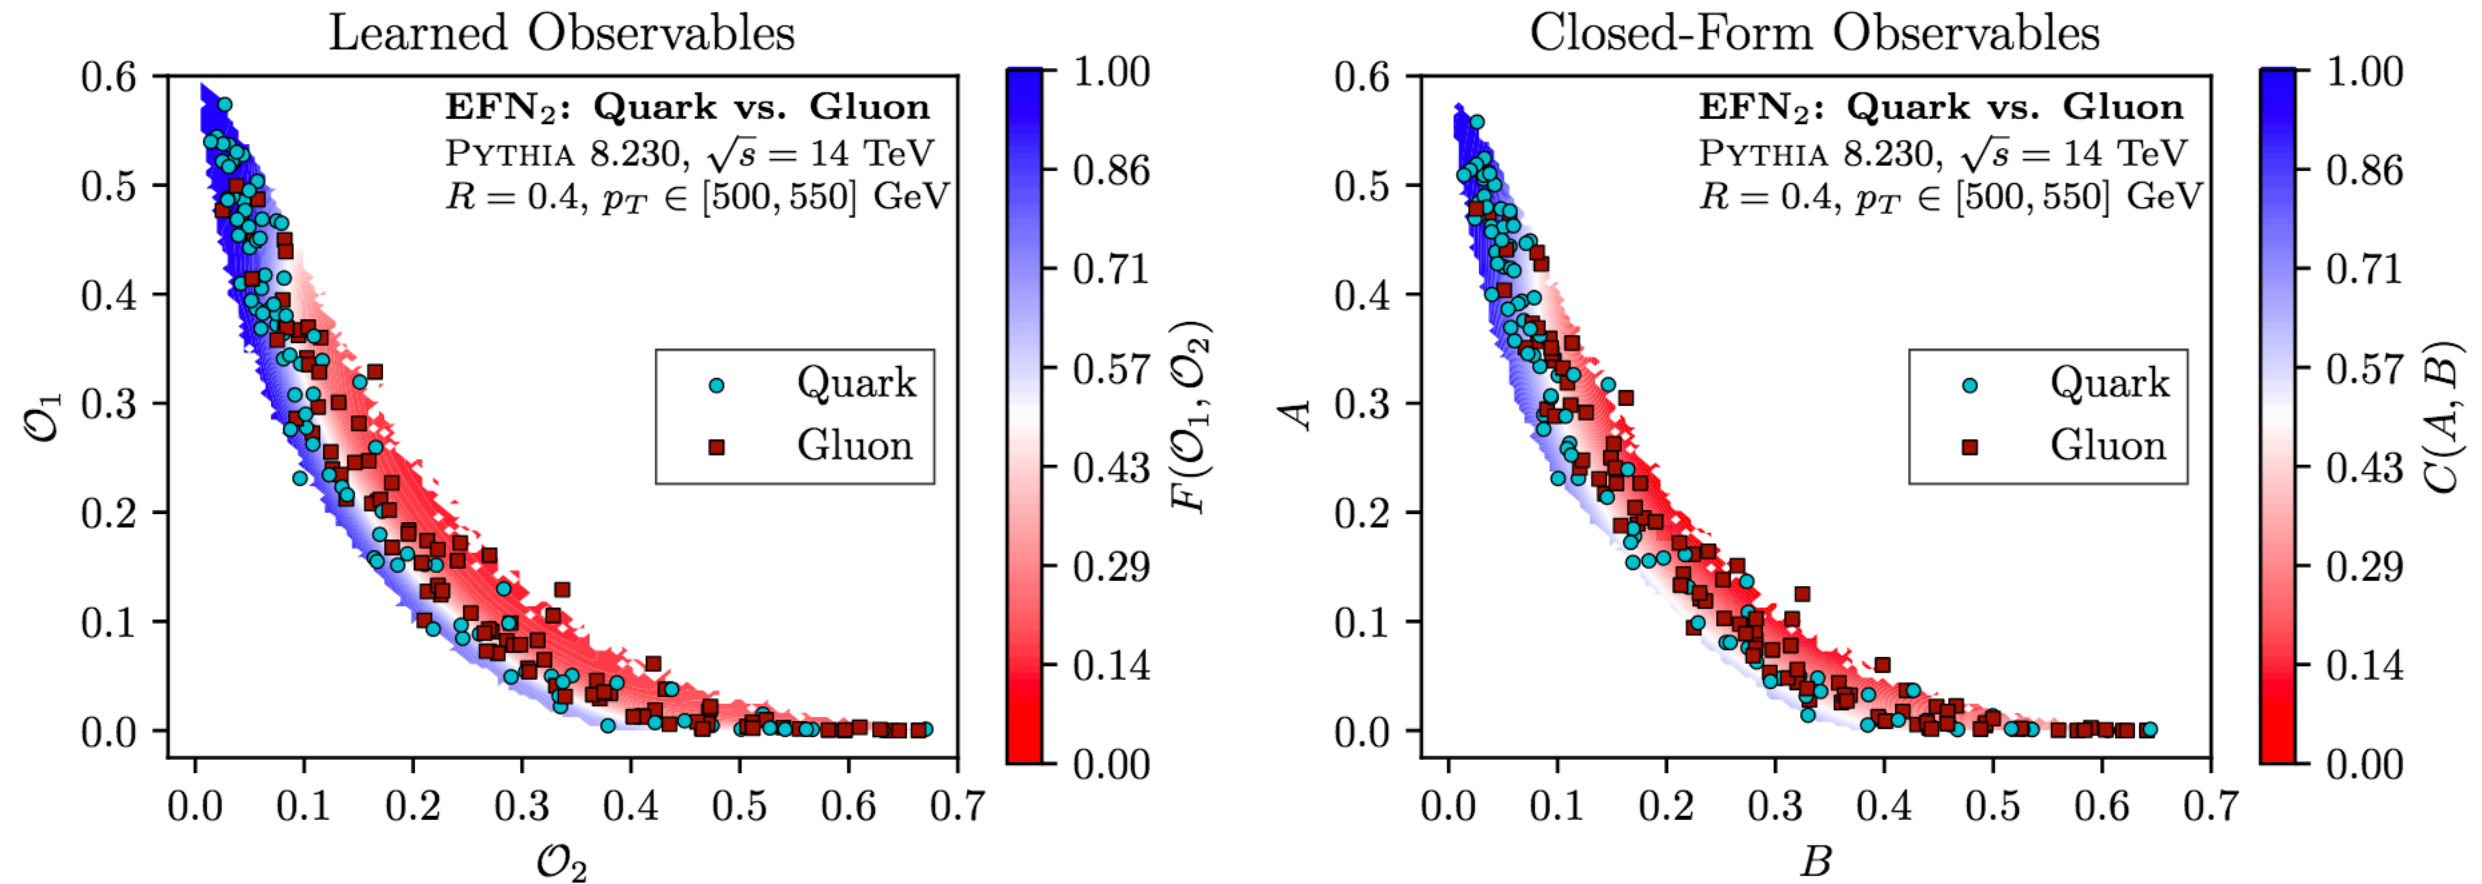 Learned Observables
0.6
0.5
0.4
0.3
0.2
0.1
0.0
𝒪₁
0.0 0.1 0.2 0.3 0.4 0.5 0.6 0.7
𝒪₂
EFN₂: Quark vs. Gluon
PYTHIA 8.230, √s = 14 TeV
R = 0.4, p_T ∈ [500, 550] GeV
Quark
Gluon
1.00
0.86
0.71
0.57
0.43
0.29
0.14
0.00
F(𝒪₁, 𝒪₂)
Closed-Form Observables
0.6
0.5
0.4
0.3
0.2
0.1
0.0
A
0.0 0.1 0.2 0.3 0.4 0.5 0.6 0.7
B
EFN₂: Quark vs. Gluon
PYTHIA 8.230, √s = 14 TeV
R = 0.4, p_T ∈ [500, 550] GeV
Quark
Gluon
1.00
0.86
0.71
0.57
0.43
0.29
0.14
0.00
C(A, B)